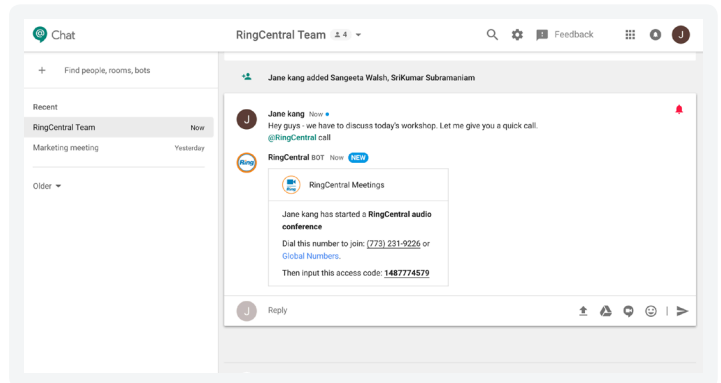 Chat
RingCentral Team 4
Feedback
J
Find people, rooms, bots
Recent
RingCentral Team Now
Marketing meeting Yesterday
Older
Jane kang added Sangeeta Walsh, SriKumar Subramaniam
J
Jane kang Now
Hey guys - we have to discuss today's workshop. Let me give you a quick call.
@RingCentral call
Ring
RingCentral BOT Now NEW
Ring
RingCentral Meetings
Jane kang has started a RingCentral audio
conference
Dial this number to join: (773) 231-9226 or
Global Numbers.
Then input this access code: 1487774579
J
Reply